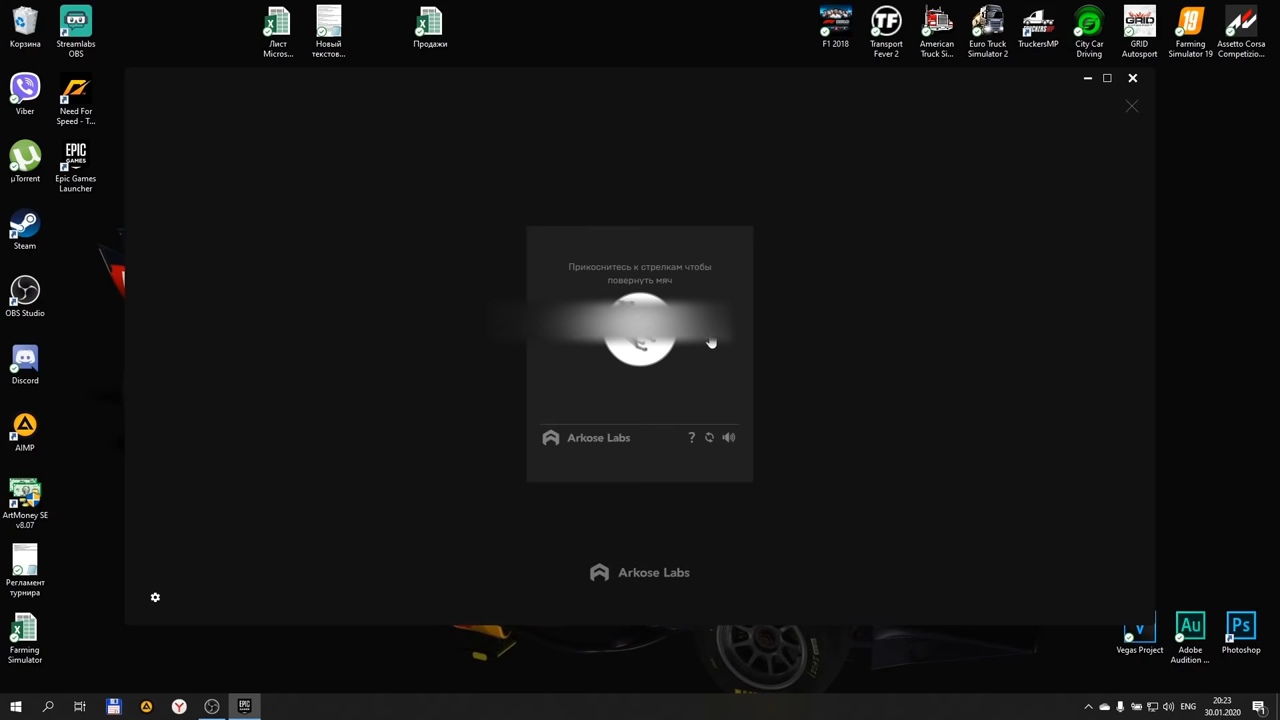 Корзина
Streamlabs
OBS
Лист
Micros...
Новый
текстов...
Продажи
F1 2018
Transport
Fever 2
American
Truck Si...
Euro Truck
Simulator 2
TruckersMP
City Car
Driving
GRID
Autosport
Farming
Simulator 19
Assetto Corsa
Competizio...
Viber
Need For
Speed - T...
µTorrent
Epic Games
Launcher
Steam
OBS Studio
Discord
AIMP
ArtMoney SE
v8.07
Регламент
турнира
Farming
Simulator
Прикоснитесь к стрелкам чтобы
повернуть мяч
Arkose Labs
?
Arkose Labs
Vegas Project
Adobe
Audition ...
Photoshop
ENG
20:23
30.01.2020